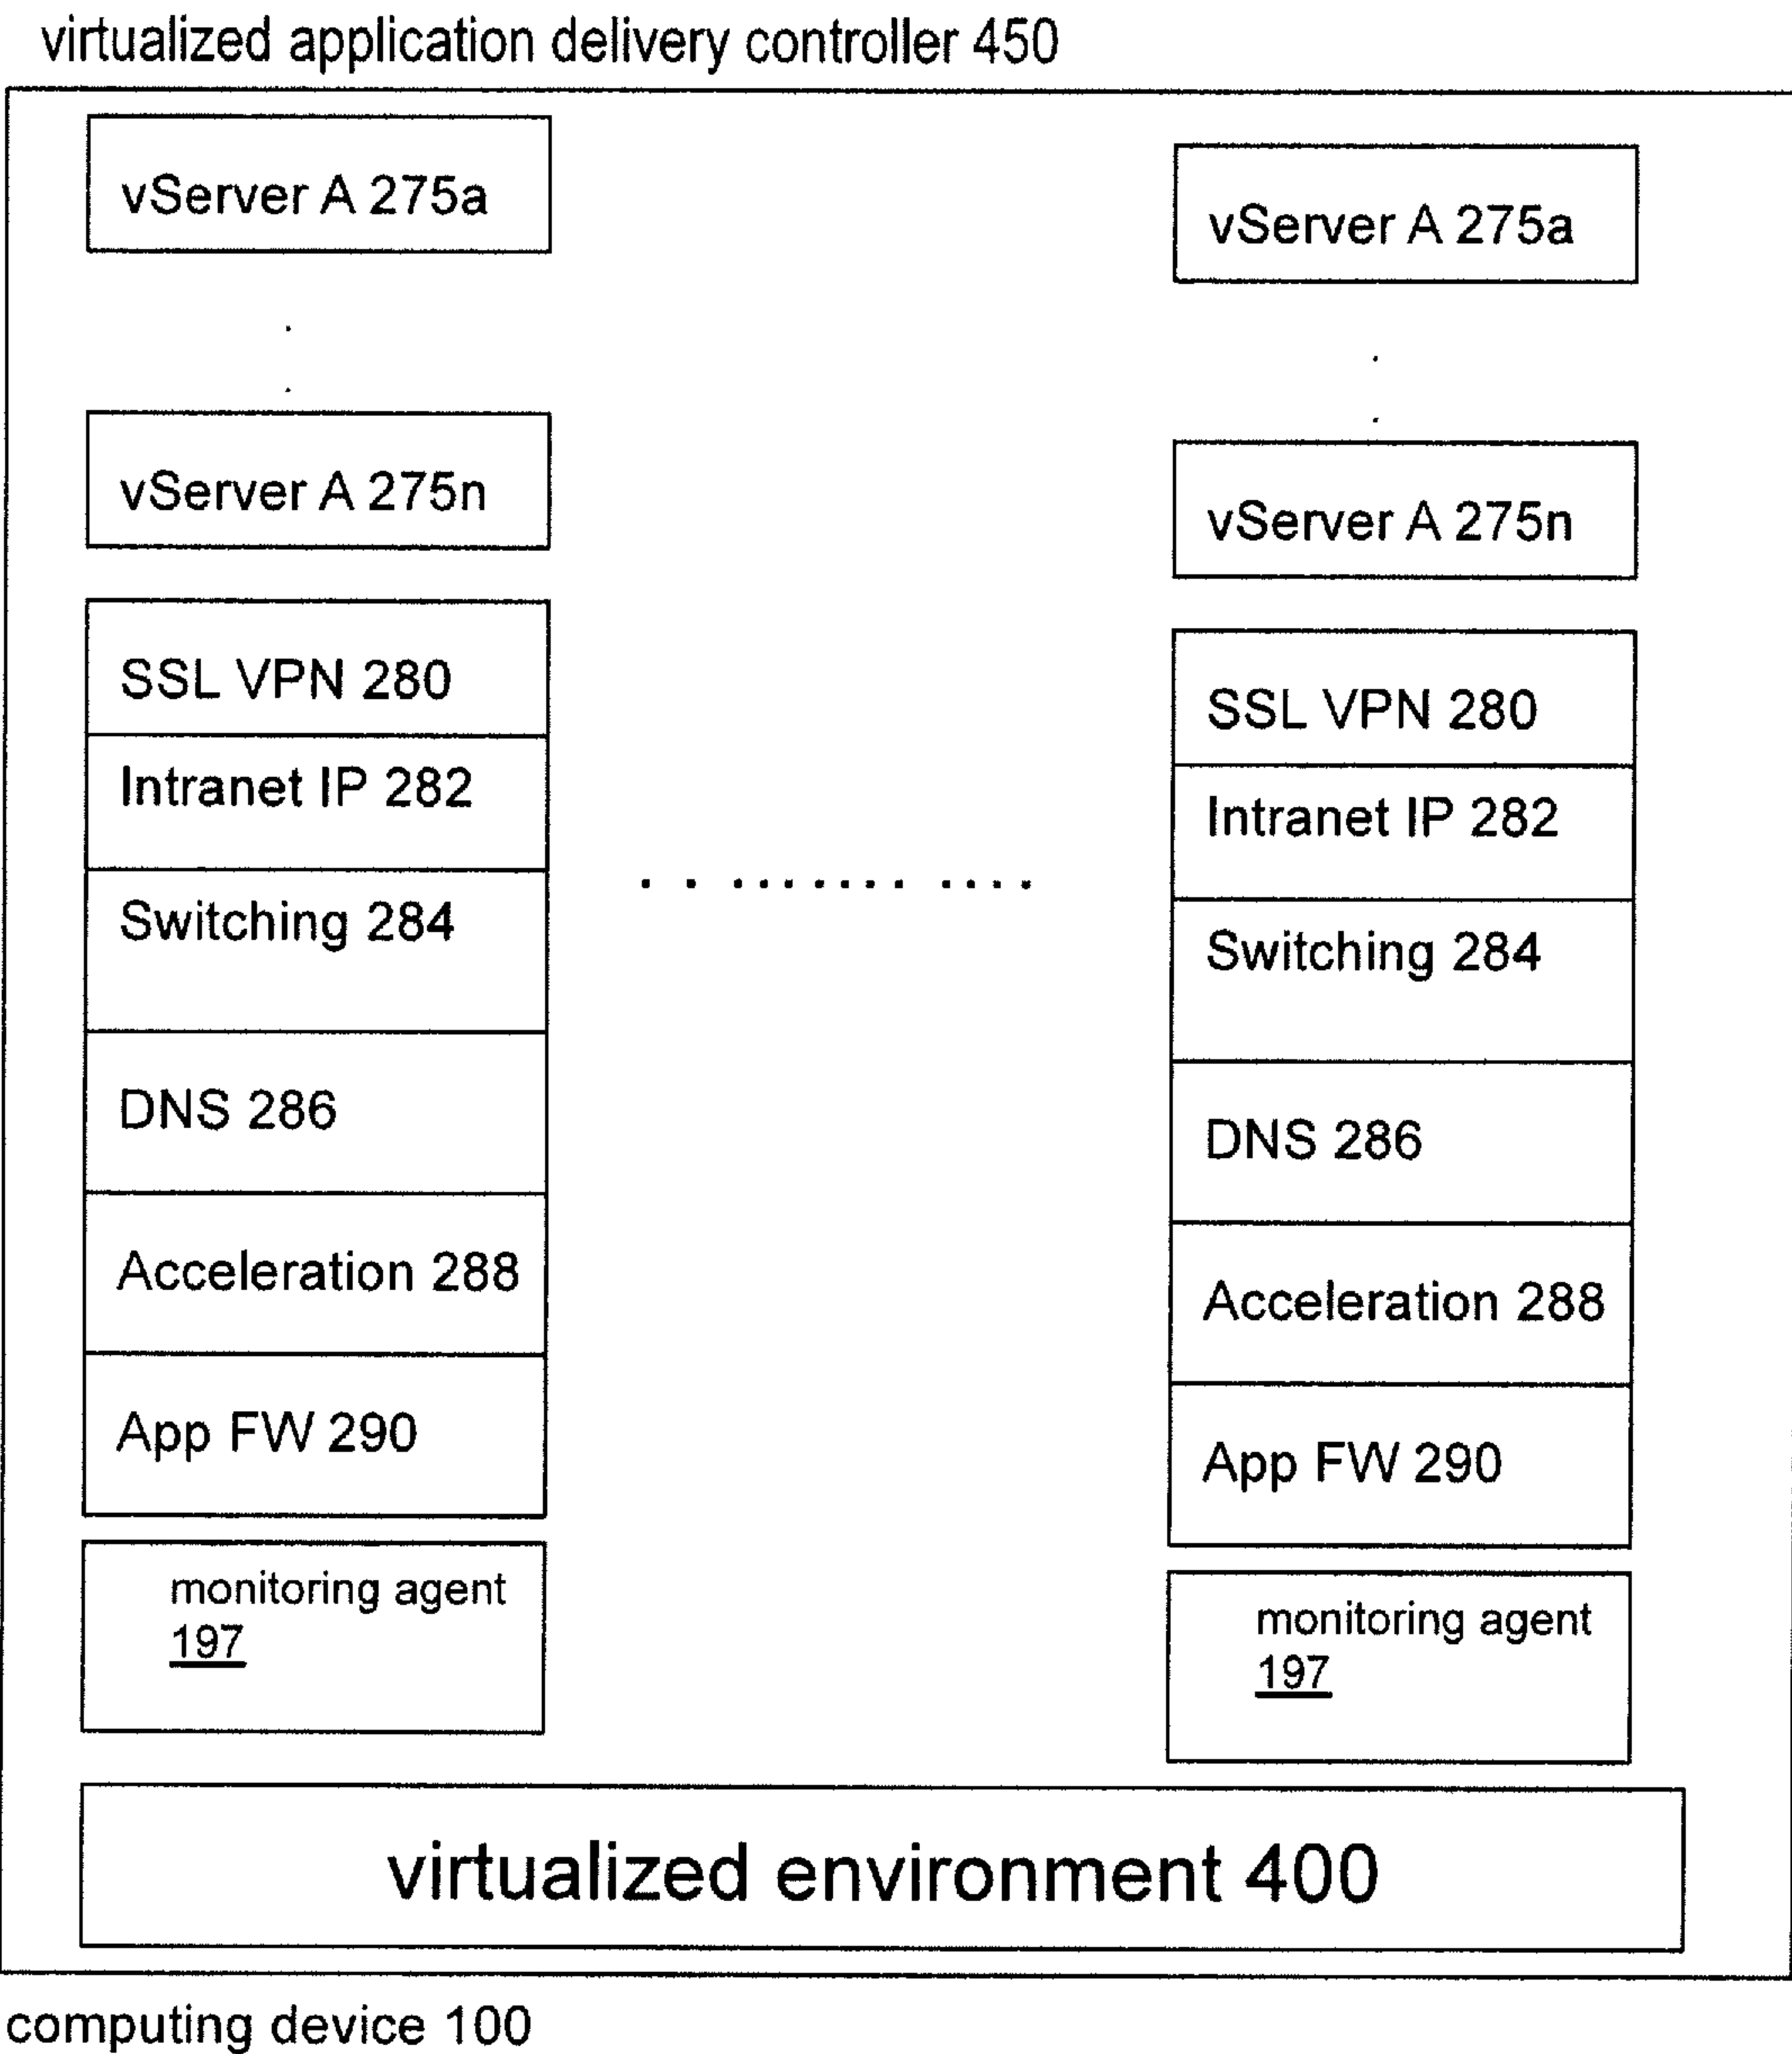 virtualized application delivery controller 450
vServer A 275a
vServer A 275n
SSL VPN 280
Intranet IP 282
Switching 284
DNS 286
Acceleration 288
App FW 290
monitoring agent
197
vServer A 275a
vServer A 275n
SSL VPN 280
Intranet IP 282
Switching 284
DNS 286
Acceleration 288
App FW 290
monitoring agent
197
virtualized environment 400
computing device 100